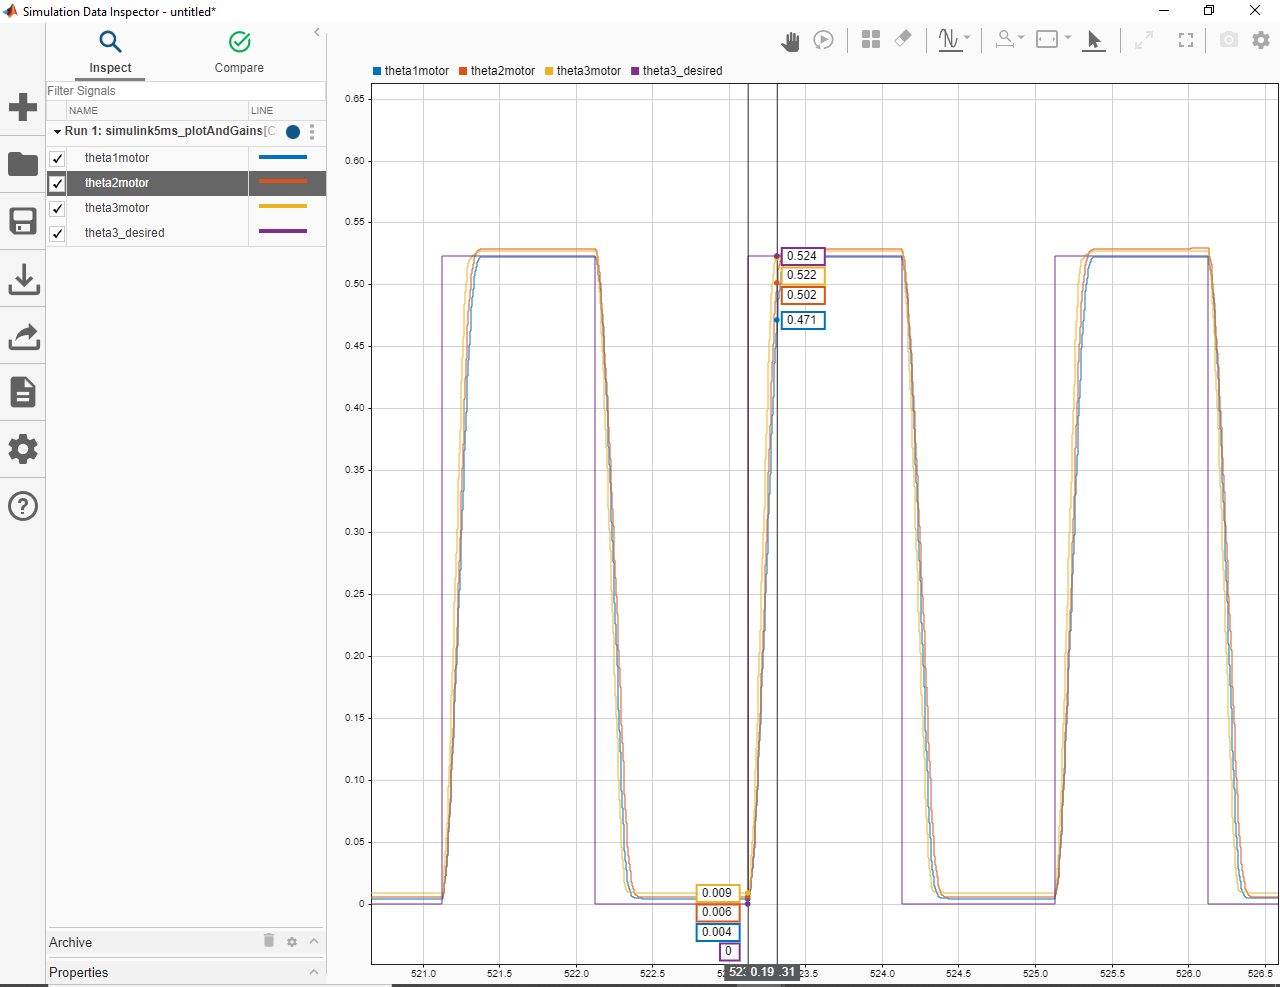 Simulation Data Inspector - untitled*
Inspect
Compare
Filter Signals
NAME
LINE
Run 1: simulink5ms_plotAndGains[C
theta1motor
theta2motor
theta3motor
theta3_desired
Archive
Properties
theta1motor theta2motor theta3motor theta3_desired
0.65
0.60
0.55
0.50
0.45
0.40
0.35
0.30
0.25
0.20
0.15
0.10
0.05
0
0.524
0.522
0.502
0.471
0.009
0.006
0.004
0
521.0 521.5 522.0 522.5 0.19 .31 3.5 524.0 524.5 525.0 525.5 526.0 526.5